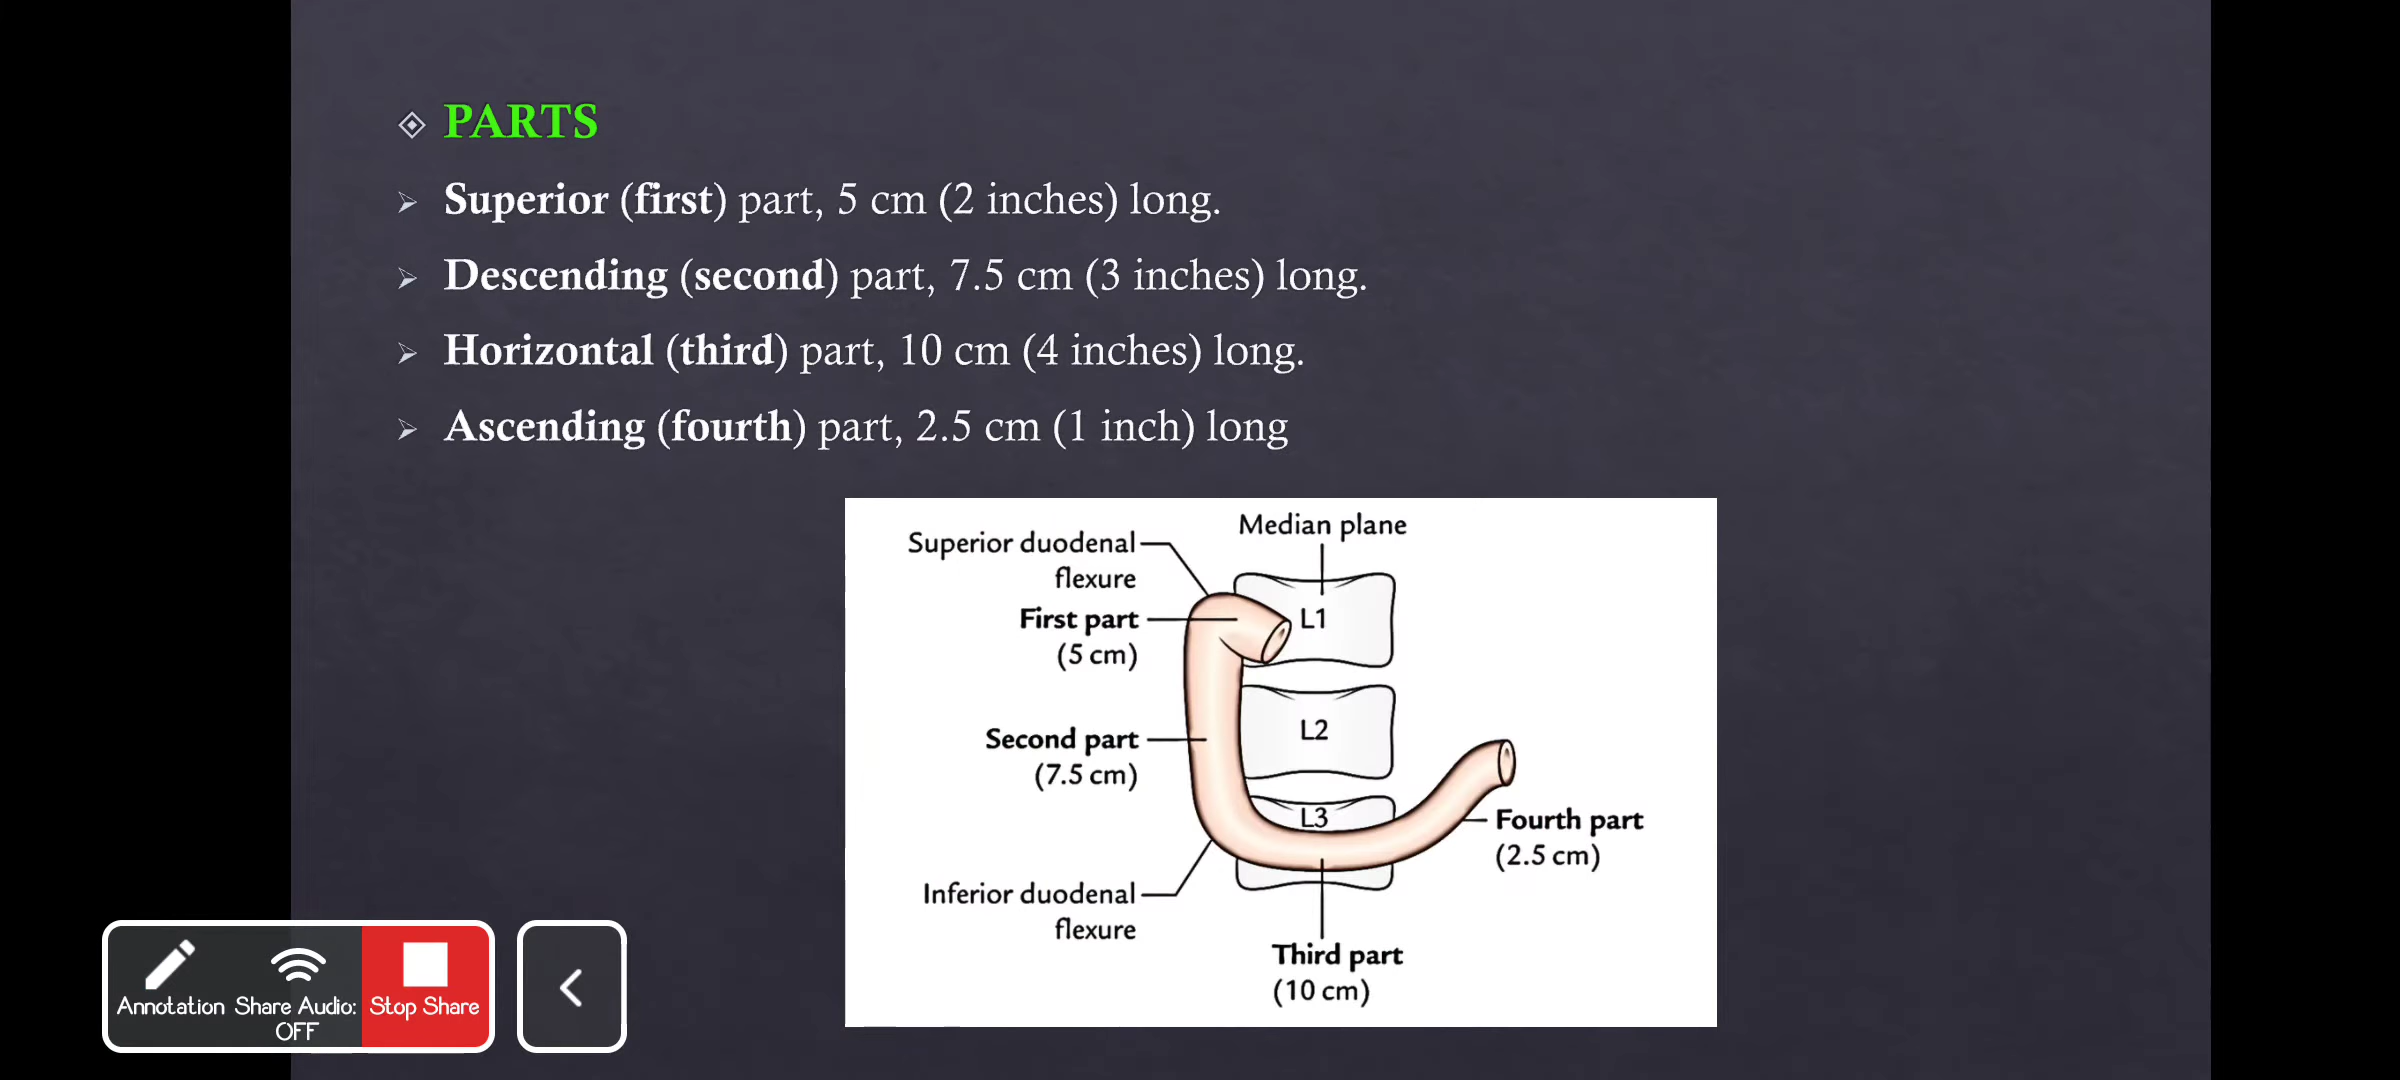 PARTS
Superior (first) part, 5 cm (2 inches) long.
Descending (second) part, 7.5 cm (3 inches) long.
Horizontal (third) part, 10 cm (4 inches) long.
Ascending (fourth) part, 2.5 cm (1 inch) long
Median plane
Superior duodenal
flexure
First part
(5 cm)
L1
Second part
(7.5 cm)
L2
L3
Fourth part
(2.5 cm)
Inferior duodenal
flexure
Third part
(10 cm)
Annotation
Share Audio:
OFF
Stop Share